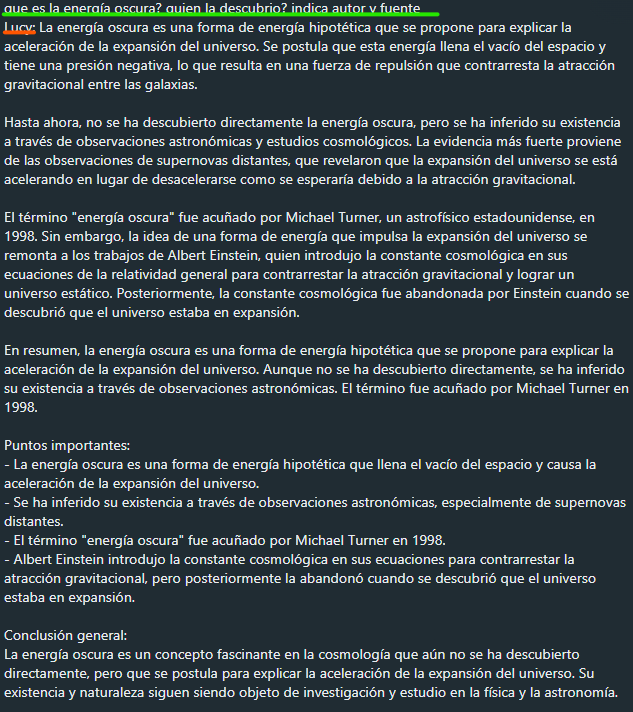 que es la energía oscura? quien la descubrio? indica autor y fuente
Lucy: La energía oscura es una forma de energía hipotética que se propone para explicar la
aceleración de la expansión del universo. Se postula que esta energía llena el vacío del espacio y
tiene una presión negativa, lo que resulta en una fuerza de repulsión que contrarresta la atracción
gravitacional entre las galaxias.

Hasta ahora, no se ha descubierto directamente la energía oscura, pero se ha inferido su existencia
a través de observaciones astronómicas y estudios cosmológicos. La evidencia más fuerte proviene
de las observaciones de supernovas distantes, que revelaron que la expansión del universo se está
acelerando en lugar de desacelerarse como se esperaría debido a la atracción gravitacional.

El término "energía oscura" fue acuñado por Michael Turner, un astrofísico estadounidense, en
1998. Sin embargo, la idea de una forma de energía que impulsa la expansión del universo se
remonta a los trabajos de Albert Einstein, quien introdujo la constante cosmológica en sus
ecuaciones de la relatividad general para contrarrestar la atracción gravitacional y lograr un
universo estático. Posteriormente, la constante cosmológica fue abandonada por Einstein cuando se
descubrió que el universo estaba en expansión.

En resumen, la energía oscura es una forma de energía hipotética que se propone para explicar la
aceleración de la expansión del universo. Aunque no se ha descubierto directamente, se ha inferido
su existencia a través de observaciones astronómicas. El término fue acuñado por Michael Turner en
1998.

Puntos importantes:
- La energía oscura es una forma de energía hipotética que llena el vacío del espacio y causa la
aceleración de la expansión del universo.
- Se ha inferido su existencia a través de observaciones astronómicas, especialmente de supernovas
distantes.
- El término "energía oscura" fue acuñado por Michael Turner en 1998.
- Albert Einstein introdujo la constante cosmológica en sus ecuaciones para contrarrestar la
atracción gravitacional, pero posteriormente la abandonó cuando se descubrió que el universo
estaba en expansión.

Conclusión general:
La energía oscura es un concepto fascinante en la cosmología que aún no se ha descubierto
directamente, pero que se postula para explicar la aceleración de la expansión del universo. Su
existencia y naturaleza siguen siendo objeto de investigación y estudio en la física y la astronomía.